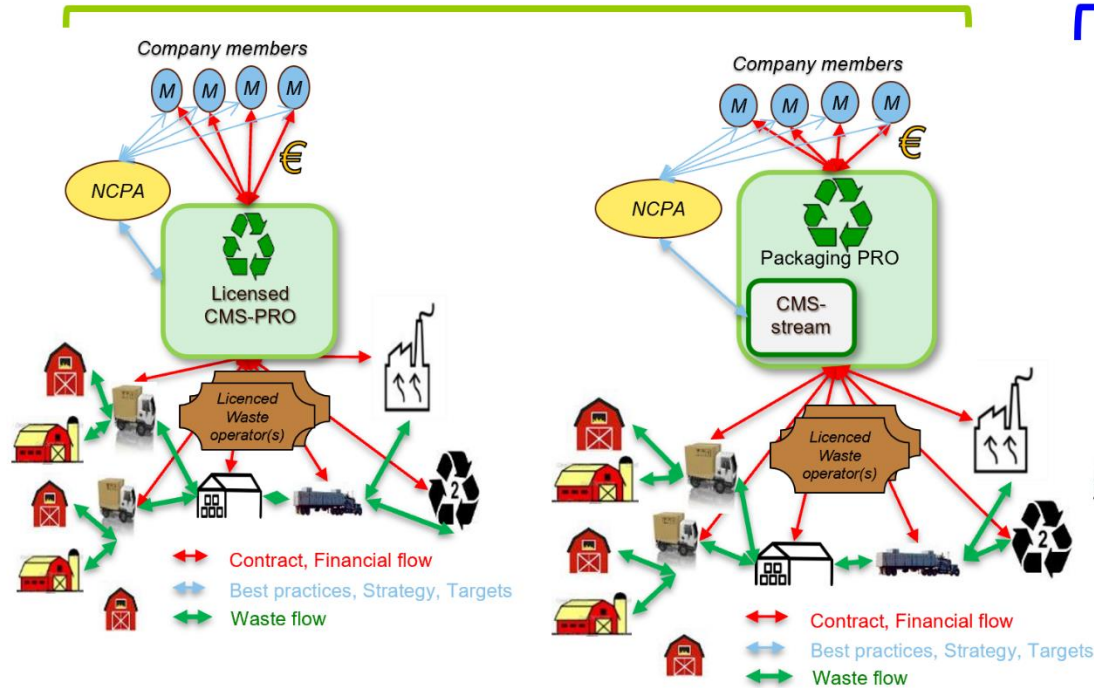 Company members
M M M M
€
NCPA
Licensed
CMS-PRO
Licenced
Waste
operator(s)
2
Contract, Financial flow
Best practices, Strategy, Targets
Waste flow
Company members
M M M M
€
NCPA
Packaging PRO
CMS-
stream
Licenced
Waste
operator(s)
2
Contract, Financial flow
Best practices, Strategy, Targets
Waste flow